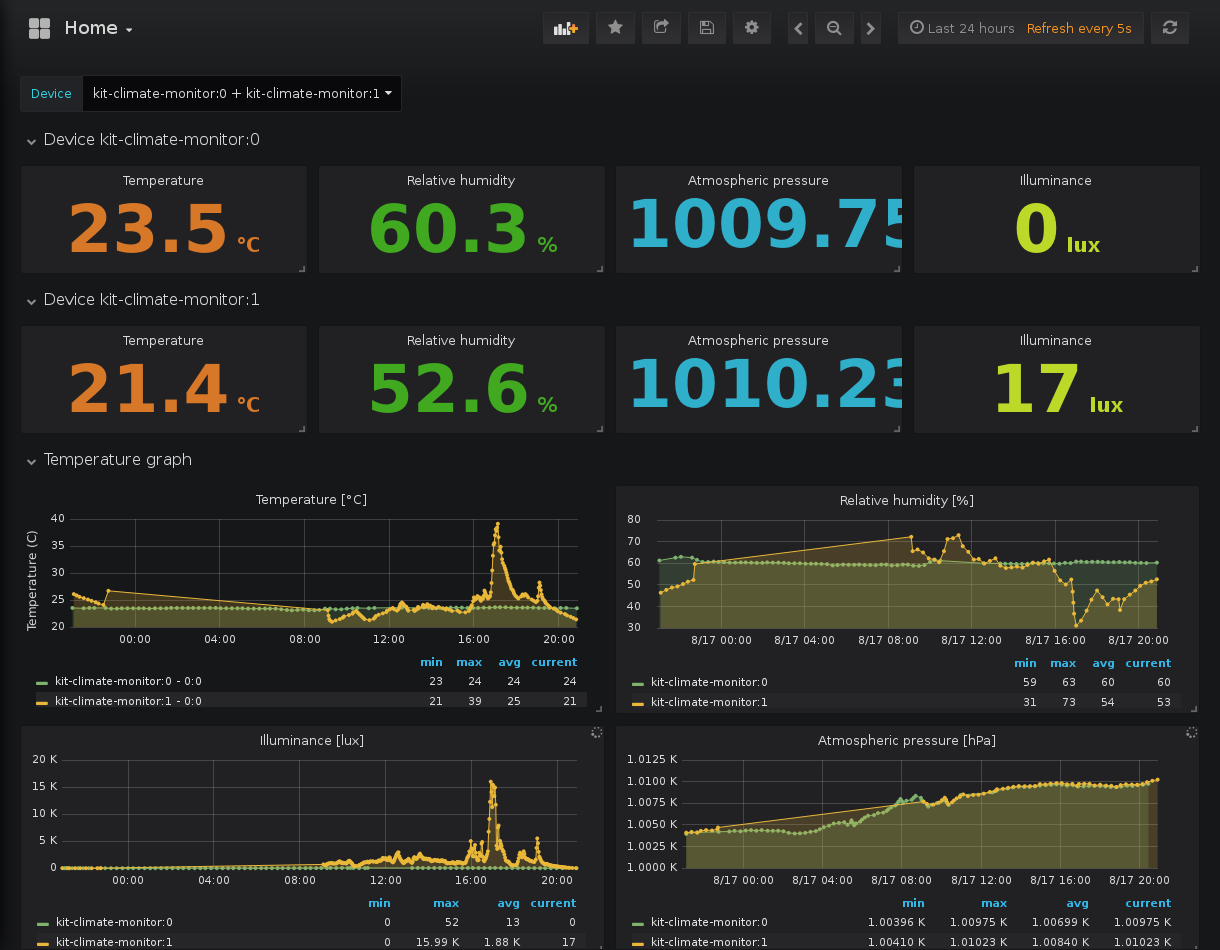 Home
Last 24 hours Refresh every 5s
Device kit-climate-monitor:0 + kit-climate-monitor:1
Device kit-climate-monitor:0
Temperature Relative humidity Atmospheric pressure Illuminance
23.5 °C 60.3 % 1009.75 0 lux
Device kit-climate-monitor:1
Temperature Relative humidity Atmospheric pressure Illuminance
21.4 °C 52.6 % 1010.23 17 lux
Temperature graph
Temperature [°C]
Temperature (C)
40
35
30
25
20
00:00 04:00 08:00 12:00 16:00 20:00
min max avg current
kit-climate-monitor:0 - 0:0 23 24 24 24
kit-climate-monitor:1 - 0:0 21 39 25 21
Relative humidity [%]
80
70
60
50
40
30
8/17 00:00 8/17 04:00 8/17 08:00 8/17 12:00 8/17 16:00 8/17 20:00
min max avg current
kit-climate-monitor:0 59 63 60 60
kit-climate-monitor:1 31 73 54 53
Illuminance [lux]
20 K
15 K
10 K
5 K
0
00:00 04:00 08:00 12:00 16:00 20:00
min max avg current
kit-climate-monitor:0 0 52 13 0
kit-climate-monitor:1 0 15.99 K 1.88 K 17
Atmospheric pressure [hPa]
1.0125 K
1.0100 K
1.0075 K
1.0050 K
1.0025 K
1.0000 K
8/17 00:00 8/17 04:00 8/17 08:00 8/17 12:00 8/17 16:00 8/17 20:00
min max avg current
kit-climate-monitor:0 1.00396 K 1.00975 K 1.00699 K 1.00975 K
kit-climate-monitor:1 1.00410 K 1.01023 K 1.00840 K 1.01023 K